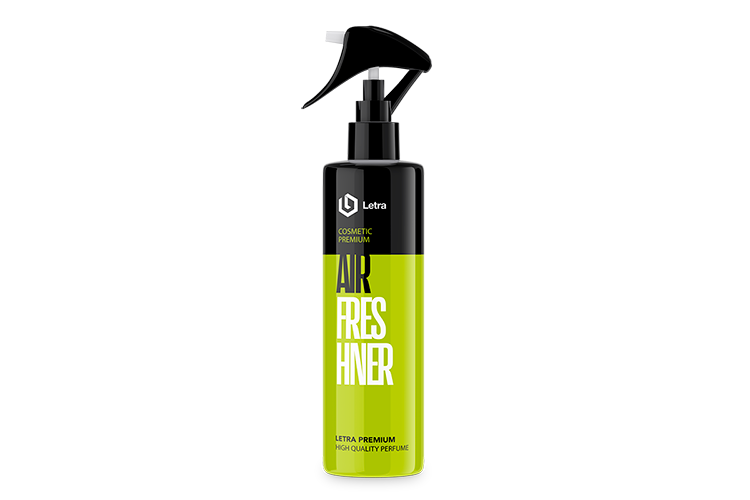 Letra
COSMETIC
PREMIUM
AIR
FRES
HNER
LETRA PREMIUM
HIGH QUALITY PERFUME